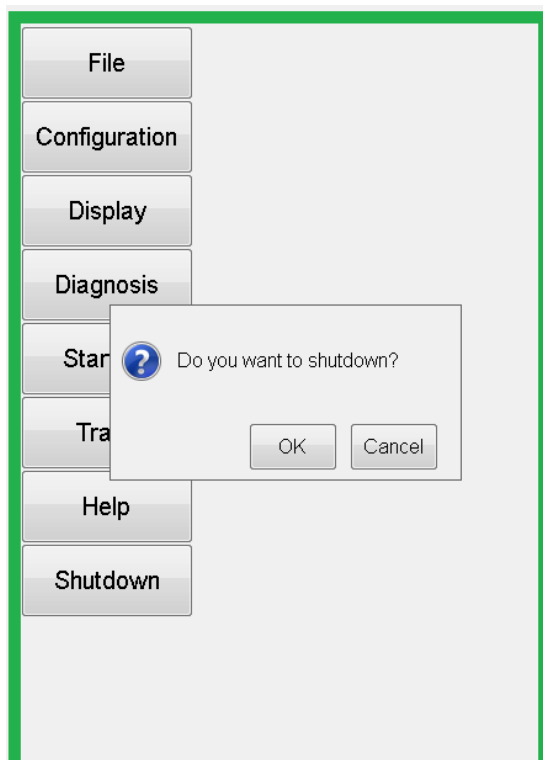 File
Configuration
Display
Diagnosis
Star
Do you want to shutdown?
Tra
OK
Cancel
Help
Shutdown